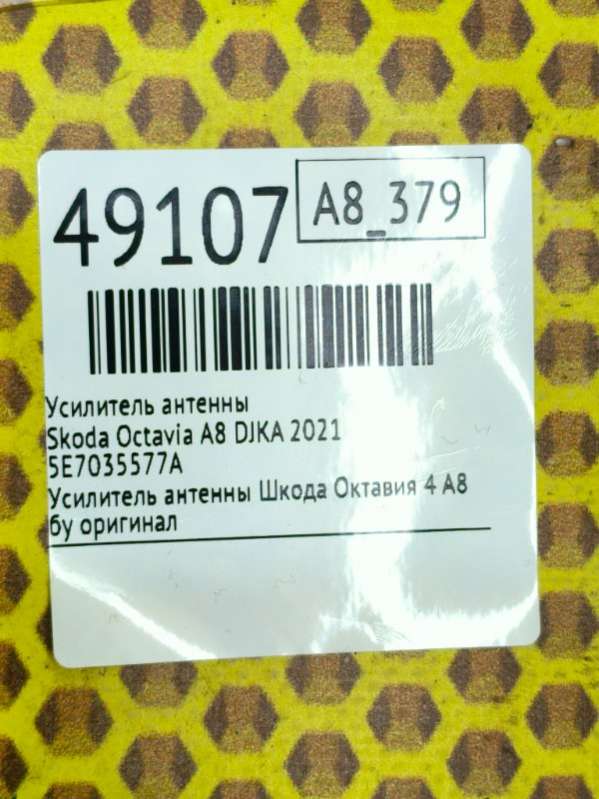 49107
A8_379
Усилитель антенны
Skoda Octavia A8 DJKA 2021
5E7035577A
Усилитель антенны Шкода Октавия 4 А8
бу оригинал